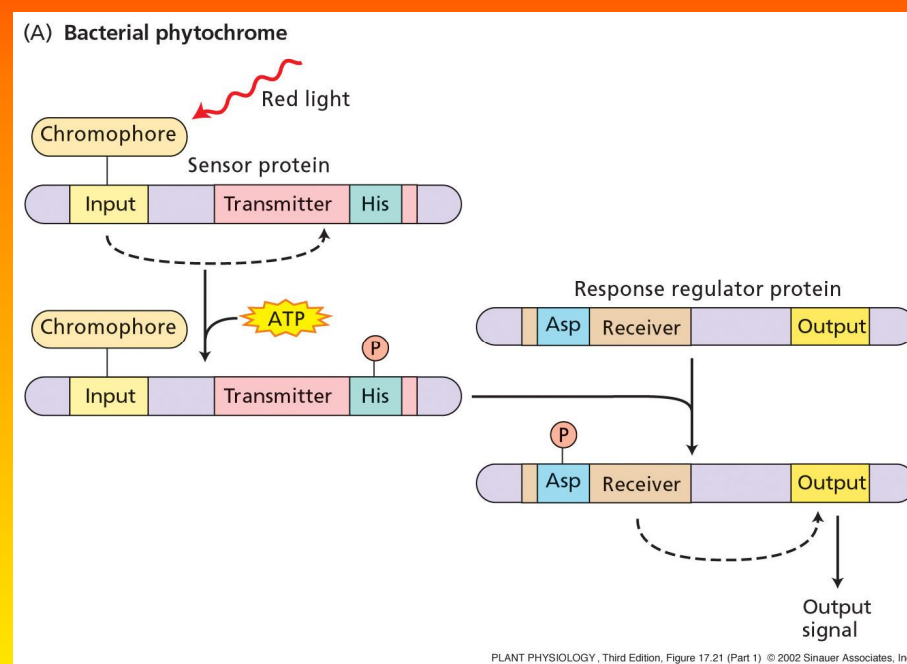 (A) Bacterial phytochrome
Red light
Chromophore
Sensor protein
Input
Transmitter
His
ATP
Chromophore
P
Input
Transmitter
His
Response regulator protein
Asp
Receiver
Output
P
Asp
Receiver
Output
Output
signal
PLANT PHYSIOLOGY, Third Edition, Figure 17.21 (Part 1) © 2002 Sinauer Associates, In